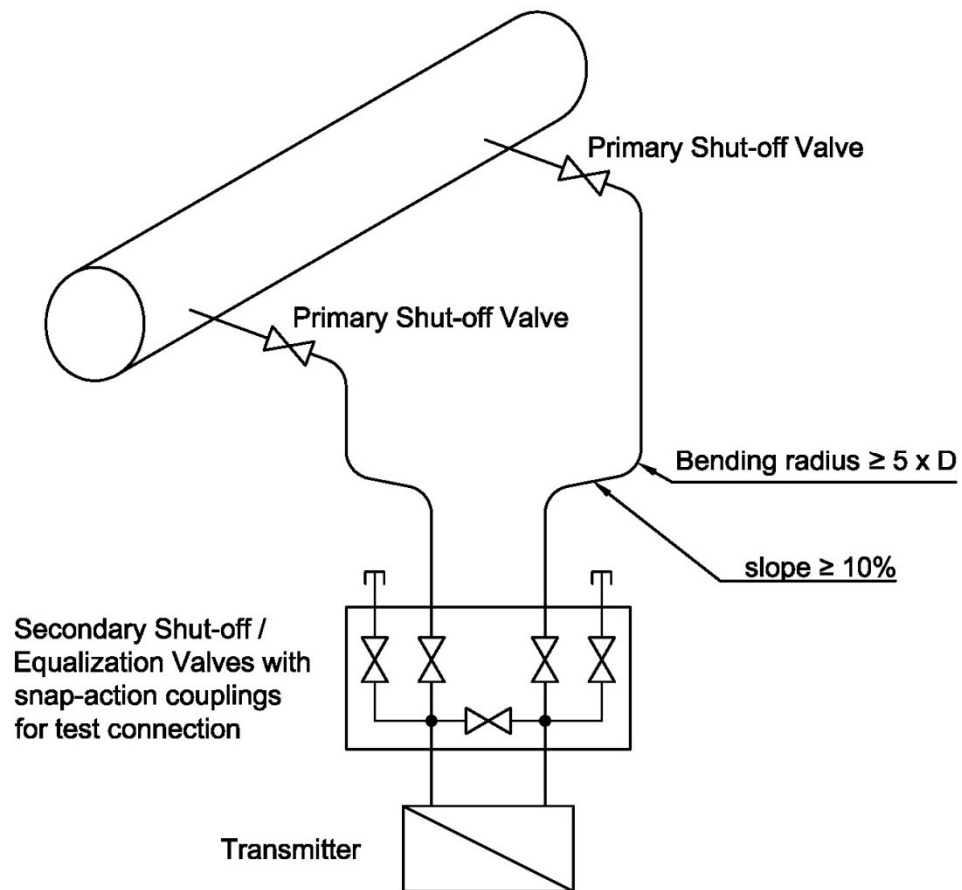 Primary Shut-off Valve
Primary Shut-off Valve
Bending radius ≥ 5 x D
slope ≥ 10%
Secondary Shut-off /
Equalization Valves with
snap-action couplings
for test connection
Transmitter